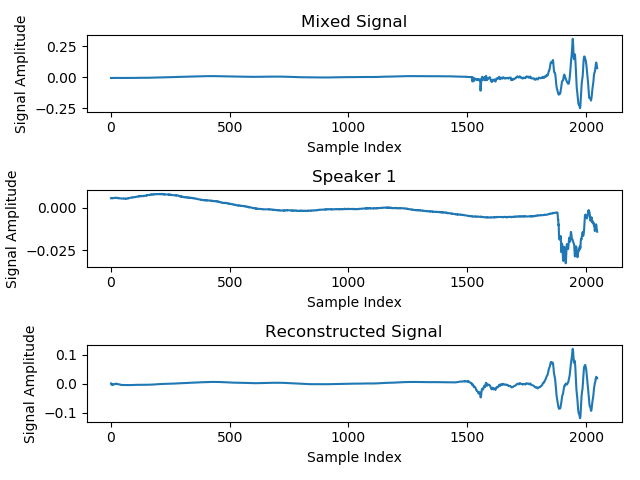 Mixed Signal
Signal Amplitude
0.25
0.00
−0.25
0 500 1000 1500 2000
Sample Index
Speaker 1
Signal Amplitude
0.000
−0.025
0 500 1000 1500 2000
Sample Index
Reconstructed Signal
Signal Amplitude
0.1
0.0
−0.1
0 500 1000 1500 2000
Sample Index